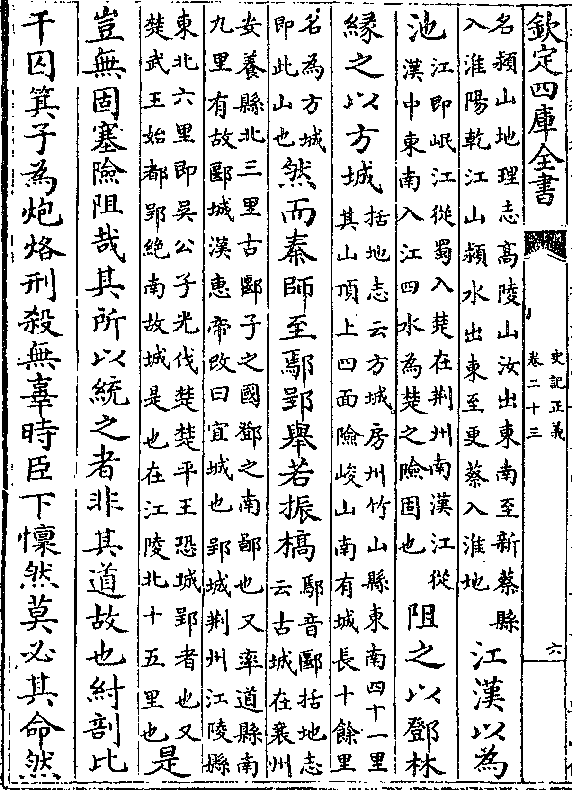 欽定四庫全書
史記正義
卷二十三
六
名潁山地理志高陵山汝出東南至新蔡縣
入淮陽乾江山潁水出東至更蔡入淮地
江漢以為
池
江即岷江從蜀入楚在荆州南漢江從
漢中東南入江四水為楚之險固也
阻之以鄧林
緣之以方城
括地志云方城房州竹山縣東南四十一里
其山頂上四面險峻山南有城長十餘里
名為方城
即此山也
然而秦師至鄢郢舉若振槁
鄢音郾括地志
云古城在襄州
安養縣北三里古郾子之國鄧之南鄙也又率道縣南
九里有故郾城漢惠帝改曰宜城也郢城荆州江陵縣
東北六里即吳公子光伐楚楚平王恐城郢者也又
楚武王始都郢絶南故城是也在江陵北十五里也
是
豈無固塞險阻哉其所以統之者非其道故也紂剖比
干囚箕子為炮烙刑殺無辜時臣下懍然莫必其命然